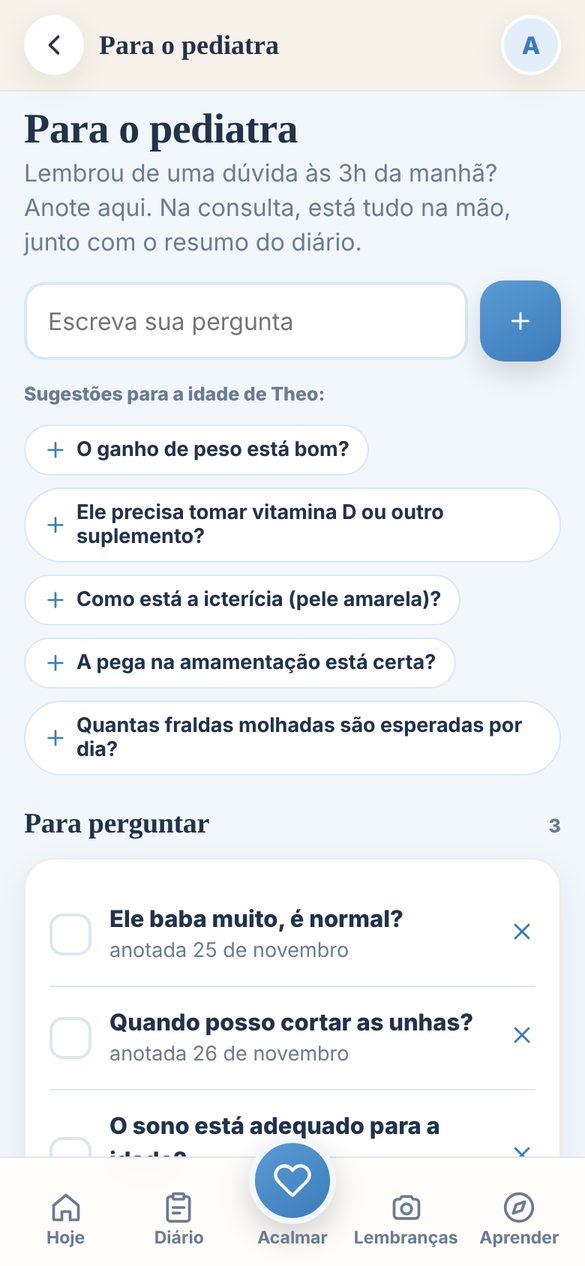 Para o pediatra
A
Para o pediatra
Lembrou de uma dúvida às 3h da manhã?
Anote aqui. Na consulta, está tudo na mão,
junto com o resumo do diário.
Escreva sua pergunta
Sugestões para a idade de Theo:
O ganho de peso está bom?
Ele precisa tomar vitamina D ou outro
suplemento?
Como está a icterícia (pele amarela)?
A pega na amamentação está certa?
Quantas fraldas molhadas são esperadas por
dia?
Para perguntar
3
Ele baba muito, é normal?
anotada 25 de novembro
Quando posso cortar as unhas?
anotada 26 de novembro
O sono está adequado para a
idade?
Hoje
Diário
Acalmar
Lembranças
Aprender